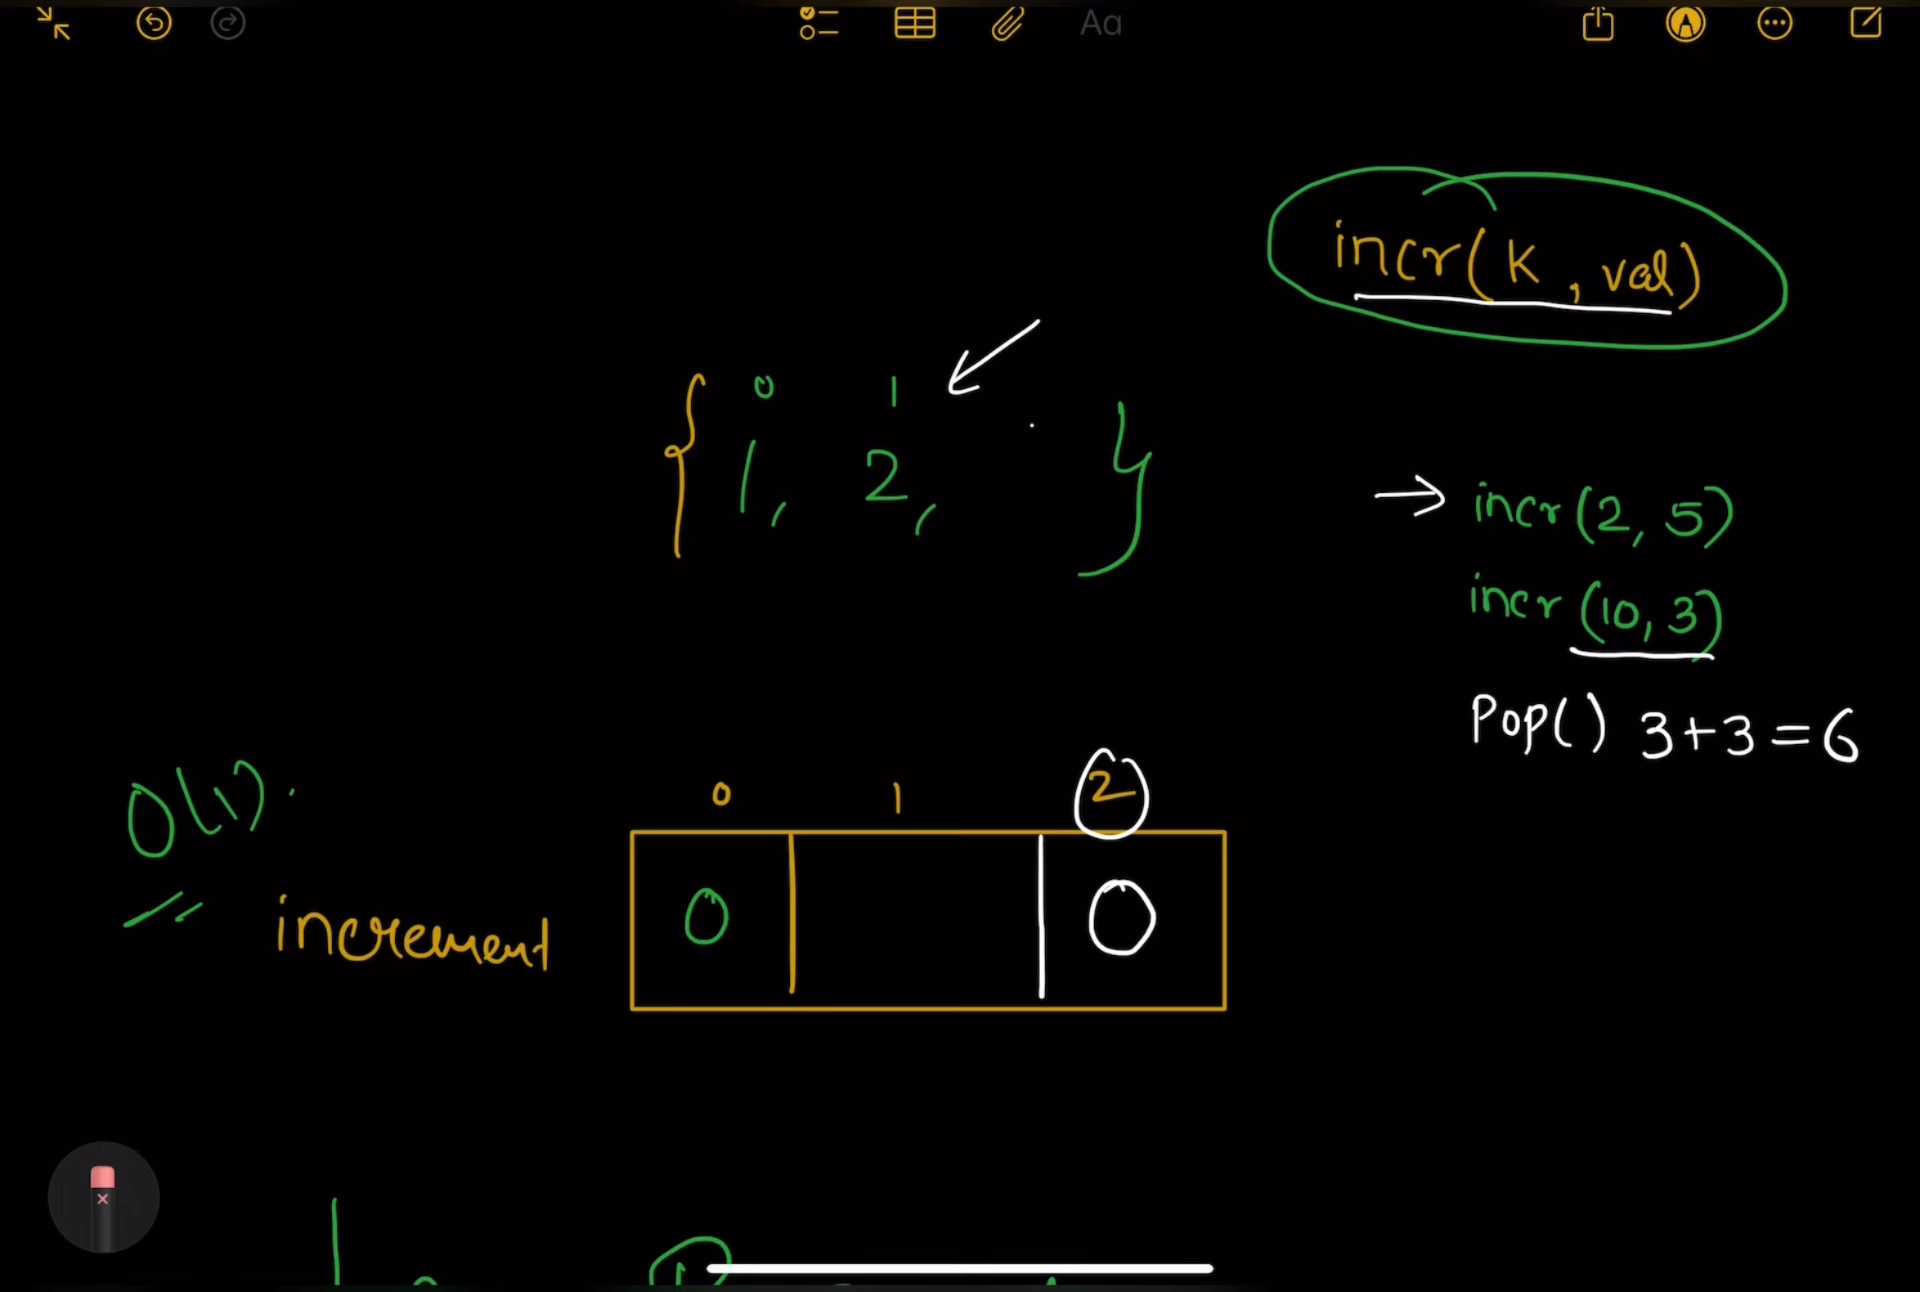 Aa
incr(K, val)
0 1
{1, 2, }
incr(2, 5)
incr(10, 3)
Pop() 3+3=6
O(1).
0 1 2
increment 0 0